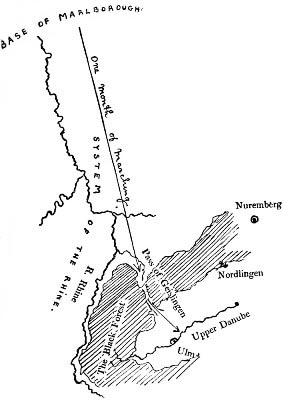 BASE OF MARLBOROUGH.
One month of Marching.
SYSTEM OF THE RHINE.
R. Rhine
Nuremberg
Pass of Geislingen
Nordlingen
The Black Forest
Upper Danube
Ulm